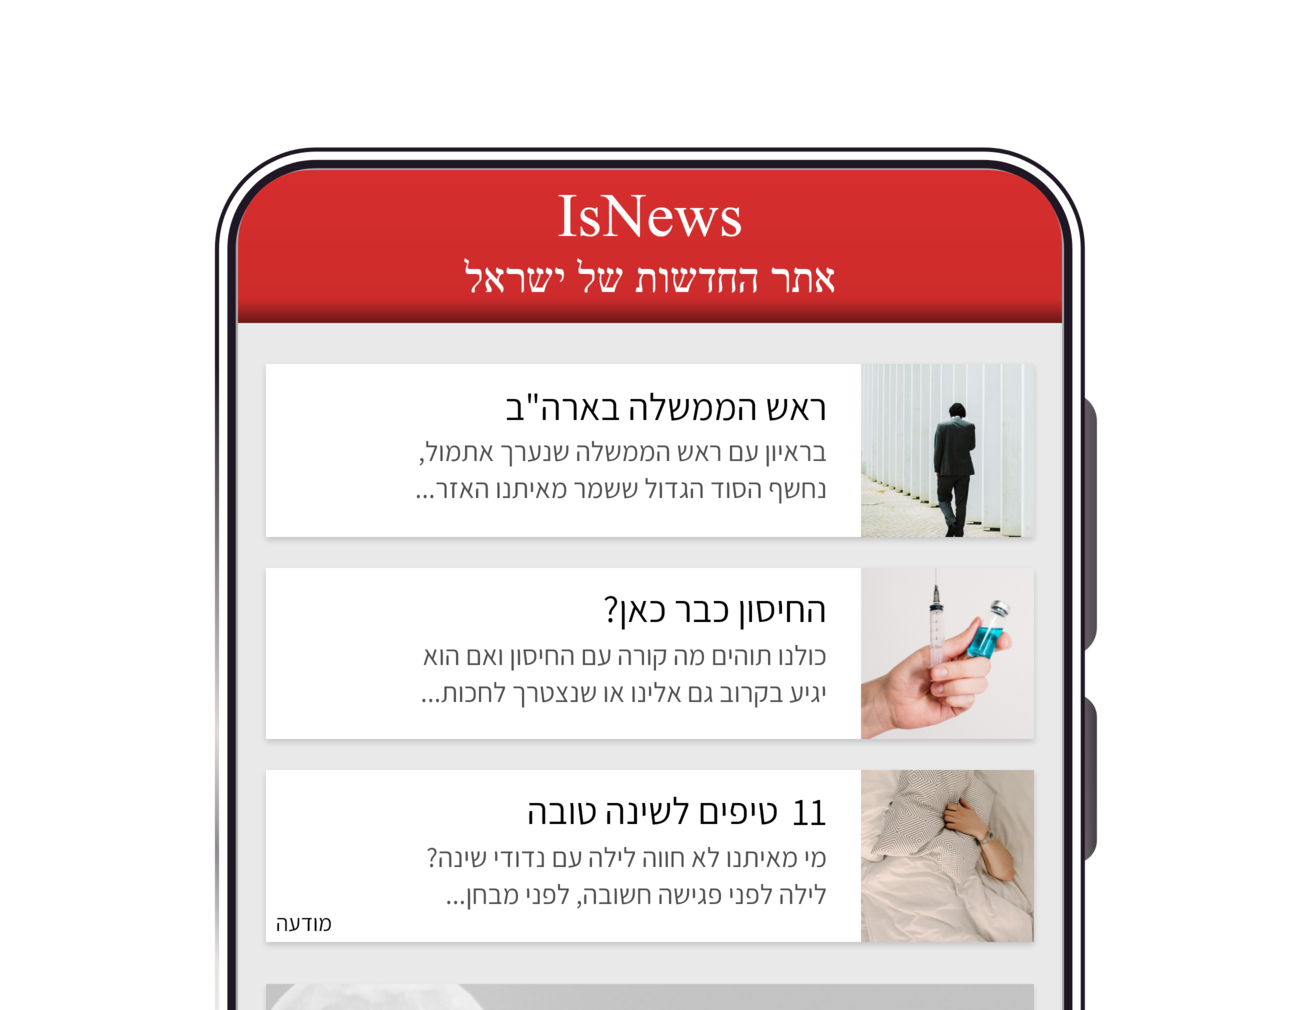 IsNews
אתר החדשות של ישראל
ראש הממשלה בארה"ב
בראיון עם ראש הממשלה שנערך אתמול,
נחשף הסוד הגדול ששמר מאיתנו האזר...
החיסון כבר כאן?
כולנו תוהים מה קורה עם החיסון ואם הוא
יגיע בקרוב גם אלינו או שנצטרך לחכות...
11 טיפים לשינה טובה
מי מאיתנו לא חווה לילה עם נדודי שינה?
לילה לפני פגישה חשובה, לפני מבחן...
מודעה